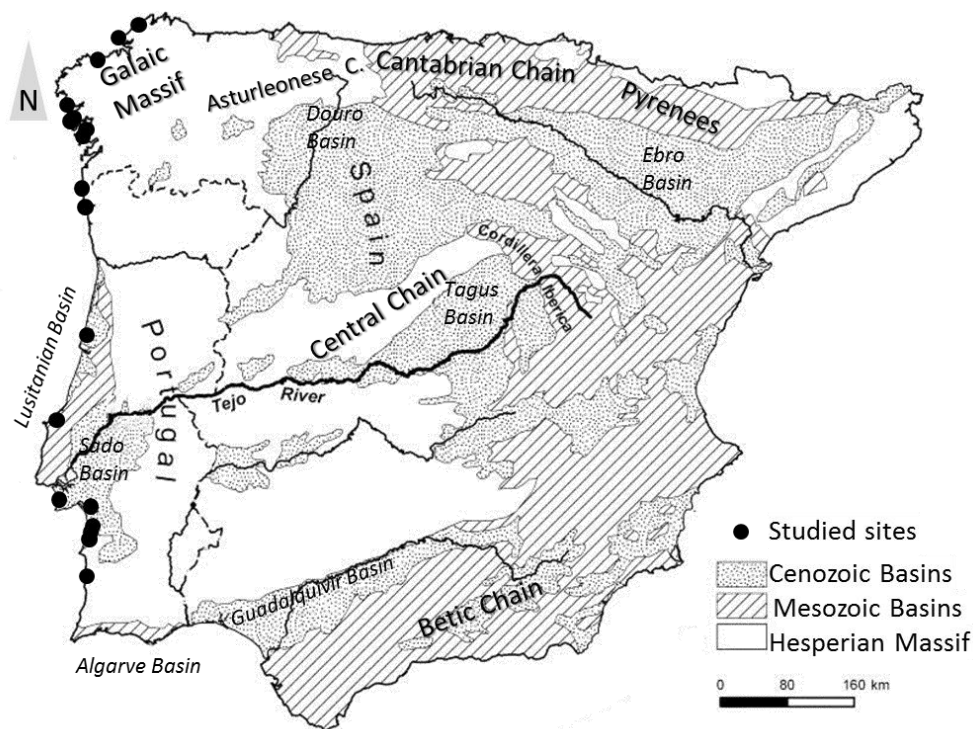 N
Galaic
Massif
Asturleonese C.
Cantabrian Chain
Pyrenees
Douro
Basin
Ebro
Basin
Spain
Cordillera Iberica
Central Chain
Tagus
Basin
Lusitanian Basin
Portugal
Tejo River
Sado
Basin
Guadalquivir Basin
Betic Chain
Algarve Basin
Studied sites
Cenozoic Basins
Mesozoic Basins
Hesperian Massif
0 80 160 km